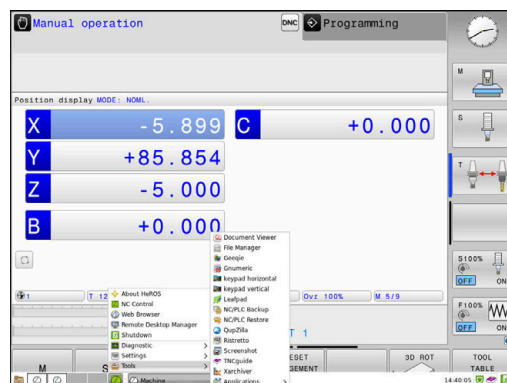 Manual operation
DNC
Programming
Position display MODE: NOML.
X -5.899
C +0.000
Y +85.854
Z -5.000
B +0.000
M
S
T
S100%
OFF ON
F100%
OFF ON
1
T 12
Ovr 100%
M 5/9
T 1
About HeROS
NC Control
Web Browser
Remote Desktop Manager
Shutdown
Diagnostic
Settings
Tools
Document Viewer
File Manager
Geeqie
Gnumeric
keypad horizontal
keypad vertical
Leafpad
NC/PLC Backup
NC/PLC Restore
QupZilla
Ristretto
Screenshot
TNCguide
Xarchiver
Applications
M
S
3D ROT
TOOL
TABLE
Machine
14:40:05